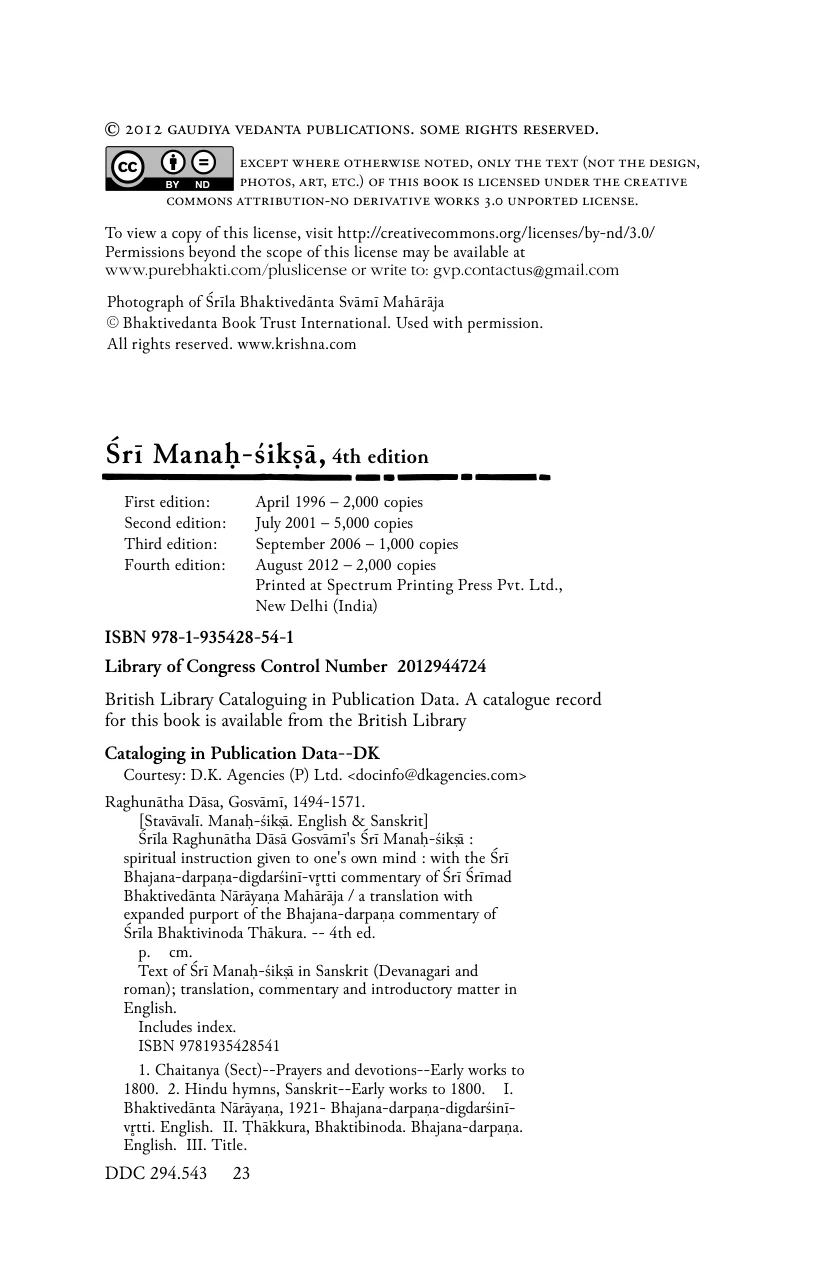 © 2012 GAUDIYA VEDANTA PUBLICATIONS. SOME RIGHTS RESERVED.
cc BY ND
EXCEPT WHERE OTHERWISE NOTED, ONLY THE TEXT (NOT THE DESIGN,
PHOTOS, ART, ETC.) OF THIS BOOK IS LICENSED UNDER THE CREATIVE
COMMONS ATTRIBUTION-NO DERIVATIVE WORKS 3.0 UNPORTED LICENSE.
To view a copy of this license, visit http://creativecommons.org/licenses/by-nd/3.0/
Permissions beyond the scope of this license may be available at
www.purebhakti.com/pluslicense or write to: gvp.contactus@gmail.com
Photograph of Śrīla Bhaktivedānta Svāmī Mahārāja
© Bhaktivedanta Book Trust International. Used with permission.
All rights reserved. www.krishna.com
Śrī Manaḥ-śikṣā, 4th edition
First edition: April 1996 – 2,000 copies
Second edition: July 2001 – 5,000 copies
Third edition: September 2006 – 1,000 copies
Fourth edition: August 2012 – 2,000 copies
Printed at Spectrum Printing Press Pvt. Ltd.,
New Delhi (India)
ISBN 978-1-935428-54-1
Library of Congress Control Number 2012944724
British Library Cataloguing in Publication Data. A catalogue record
for this book is available from the British Library
Cataloging in Publication Data--DK
Courtesy: D.K. Agencies (P) Ltd. <docinfo@dkagencies.com>
Raghunātha Dāsa, Gosvāmī, 1494-1571.
[Stavāvalī. Manaḥ-śikṣā. English & Sanskrit]
Śrīla Raghunātha Dāsā Gosvāmī's Śrī Manaḥ-śikṣā :
spiritual instruction given to one's own mind : with the Śrī
Bhajana-darpaṇa-digdarśinī-vr̥tti commentary of Śrī Śrīmad
Bhaktivedānta Nārāyaṇa Mahārāja / a translation with
expanded purport of the Bhajana-darpaṇa commentary of
Śrīla Bhaktivinoda Ṭhākura. -- 4th ed.
p. cm.
Text of Śrī Manaḥ-śikṣā in Sanskrit (Devanagari and
roman); translation, commentary and introductory matter in
English.
Includes index.
ISBN 9781935428541
1. Chaitanya (Sect)--Prayers and devotions--Early works to
1800. 2. Hindu hymns, Sanskrit--Early works to 1800. I.
Bhaktivedānta Nārāyaṇa, 1921- Bhajana-darpaṇa-digdarśinī-
vr̥tti. English. II. Ṭhākkura, Bhaktibinoda. Bhajana-darpaṇa.
English. III. Title.
DDC 294.543 23